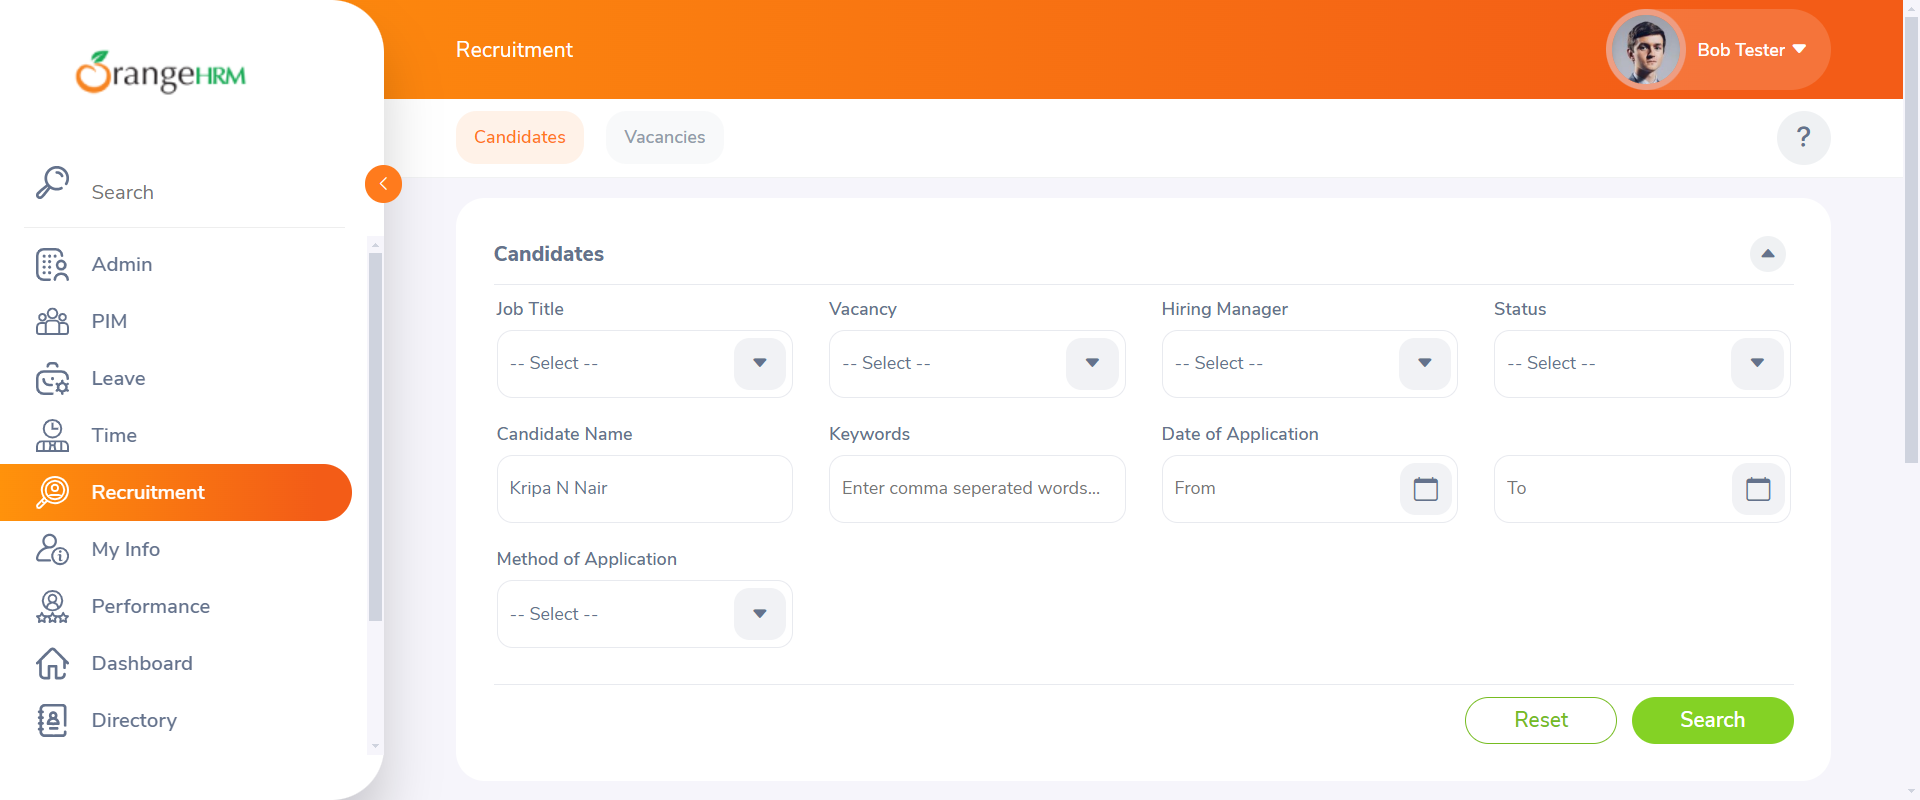 OrangeHRM
Recruitment
Bob Tester
Candidates
Vacancies
?
Search
Admin
PIM
Leave
Time
Recruitment
My Info
Performance
Dashboard
Directory
Candidates
Job Title
Vacancy
Hiring Manager
Status
-- Select --
-- Select --
-- Select --
-- Select --
Candidate Name
Keywords
Date of Application
Kripa N Nair
Enter comma seperated words...
From
To
Method of Application
-- Select --
Reset
Search